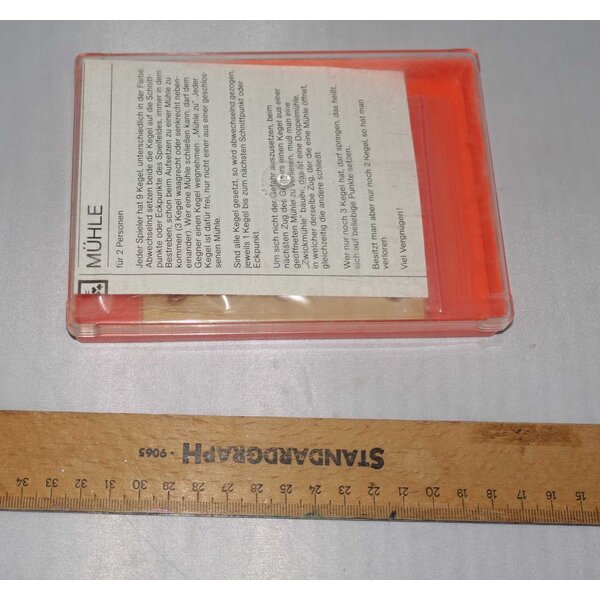 MÜHLE
für 2 Personen
Jeder Spieler hat 9 Kegel, unterschiedlich in der Farbe.
Abwechselnd setzen beide die Kegel auf die Schnitt-
punkte oder Eckpunkte des Spielfeldes, immer in dem
Bestreben, schon beim Aufsetzen zu einer Mühle zu
kommen (3 Kegel waagrecht oder senkrecht neben-
einander). Wer eine Mühle schließen kann, darf dem
Gegner einen Kegel wegnehmen. „Mühle zu". Jeder
Kegel ist dafür frei, nur nicht einer aus einer geschlos-
senen Mühle.
Sind alle Kegel gesetzt, so wird abwechselnd gezogen,
jeweils 1 Kegel bis zum nächsten Schnittpunkt oder
Eckpunkt.
Um sich nicht der Gefahr auszusetzen, beim
nächsten Zug des Gegners einen Kegel aus einer
geöffneten Mühle zu verlieren, muß man eine
„Zwickmühle" bauen, das ist eine Doppelmühle,
in welcher derselbe Zug, der die eine Mühle öffnet,
gleichzeitig die andere schließt.
Wer nur noch 3 Kegel hat, darf springen, das heißt,
sich auf beliebige Punkte setzen.
Besitzt man aber nur noch 2 Kegel, so hat man
verloren.
Viel Vergnügen!
STANDARDGRAPH - 9065
34 33 32 31 30 29 28 27 26 25 24 23 22 21 20 19 18 17 16 15